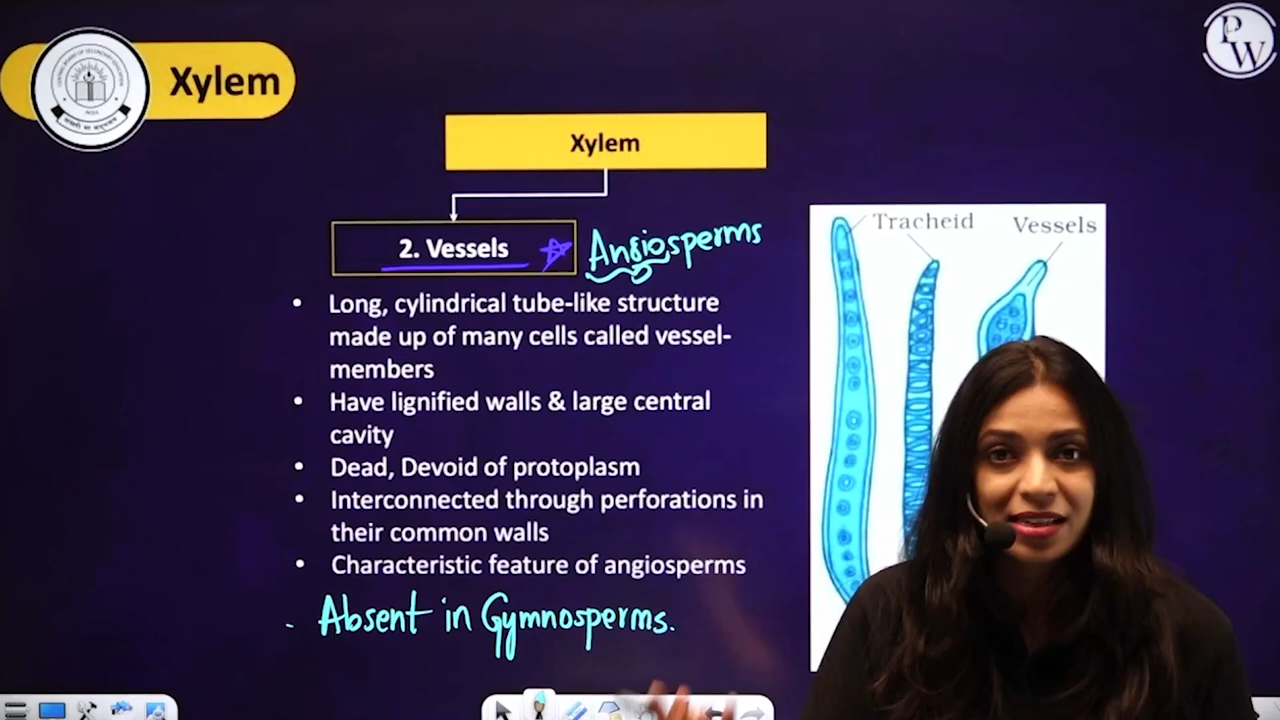 Xylem
P
W
Xylem
2. Vessels
Angiosperms
Tracheid
Vessels
• Long, cylindrical tube-like structure
made up of many cells called vessel-
members
• Have lignified walls & large central
cavity
• Dead, Devoid of protoplasm
• Interconnected through perforations in
their common walls
• Characteristic feature of angiosperms
- Absent in Gymnosperms.